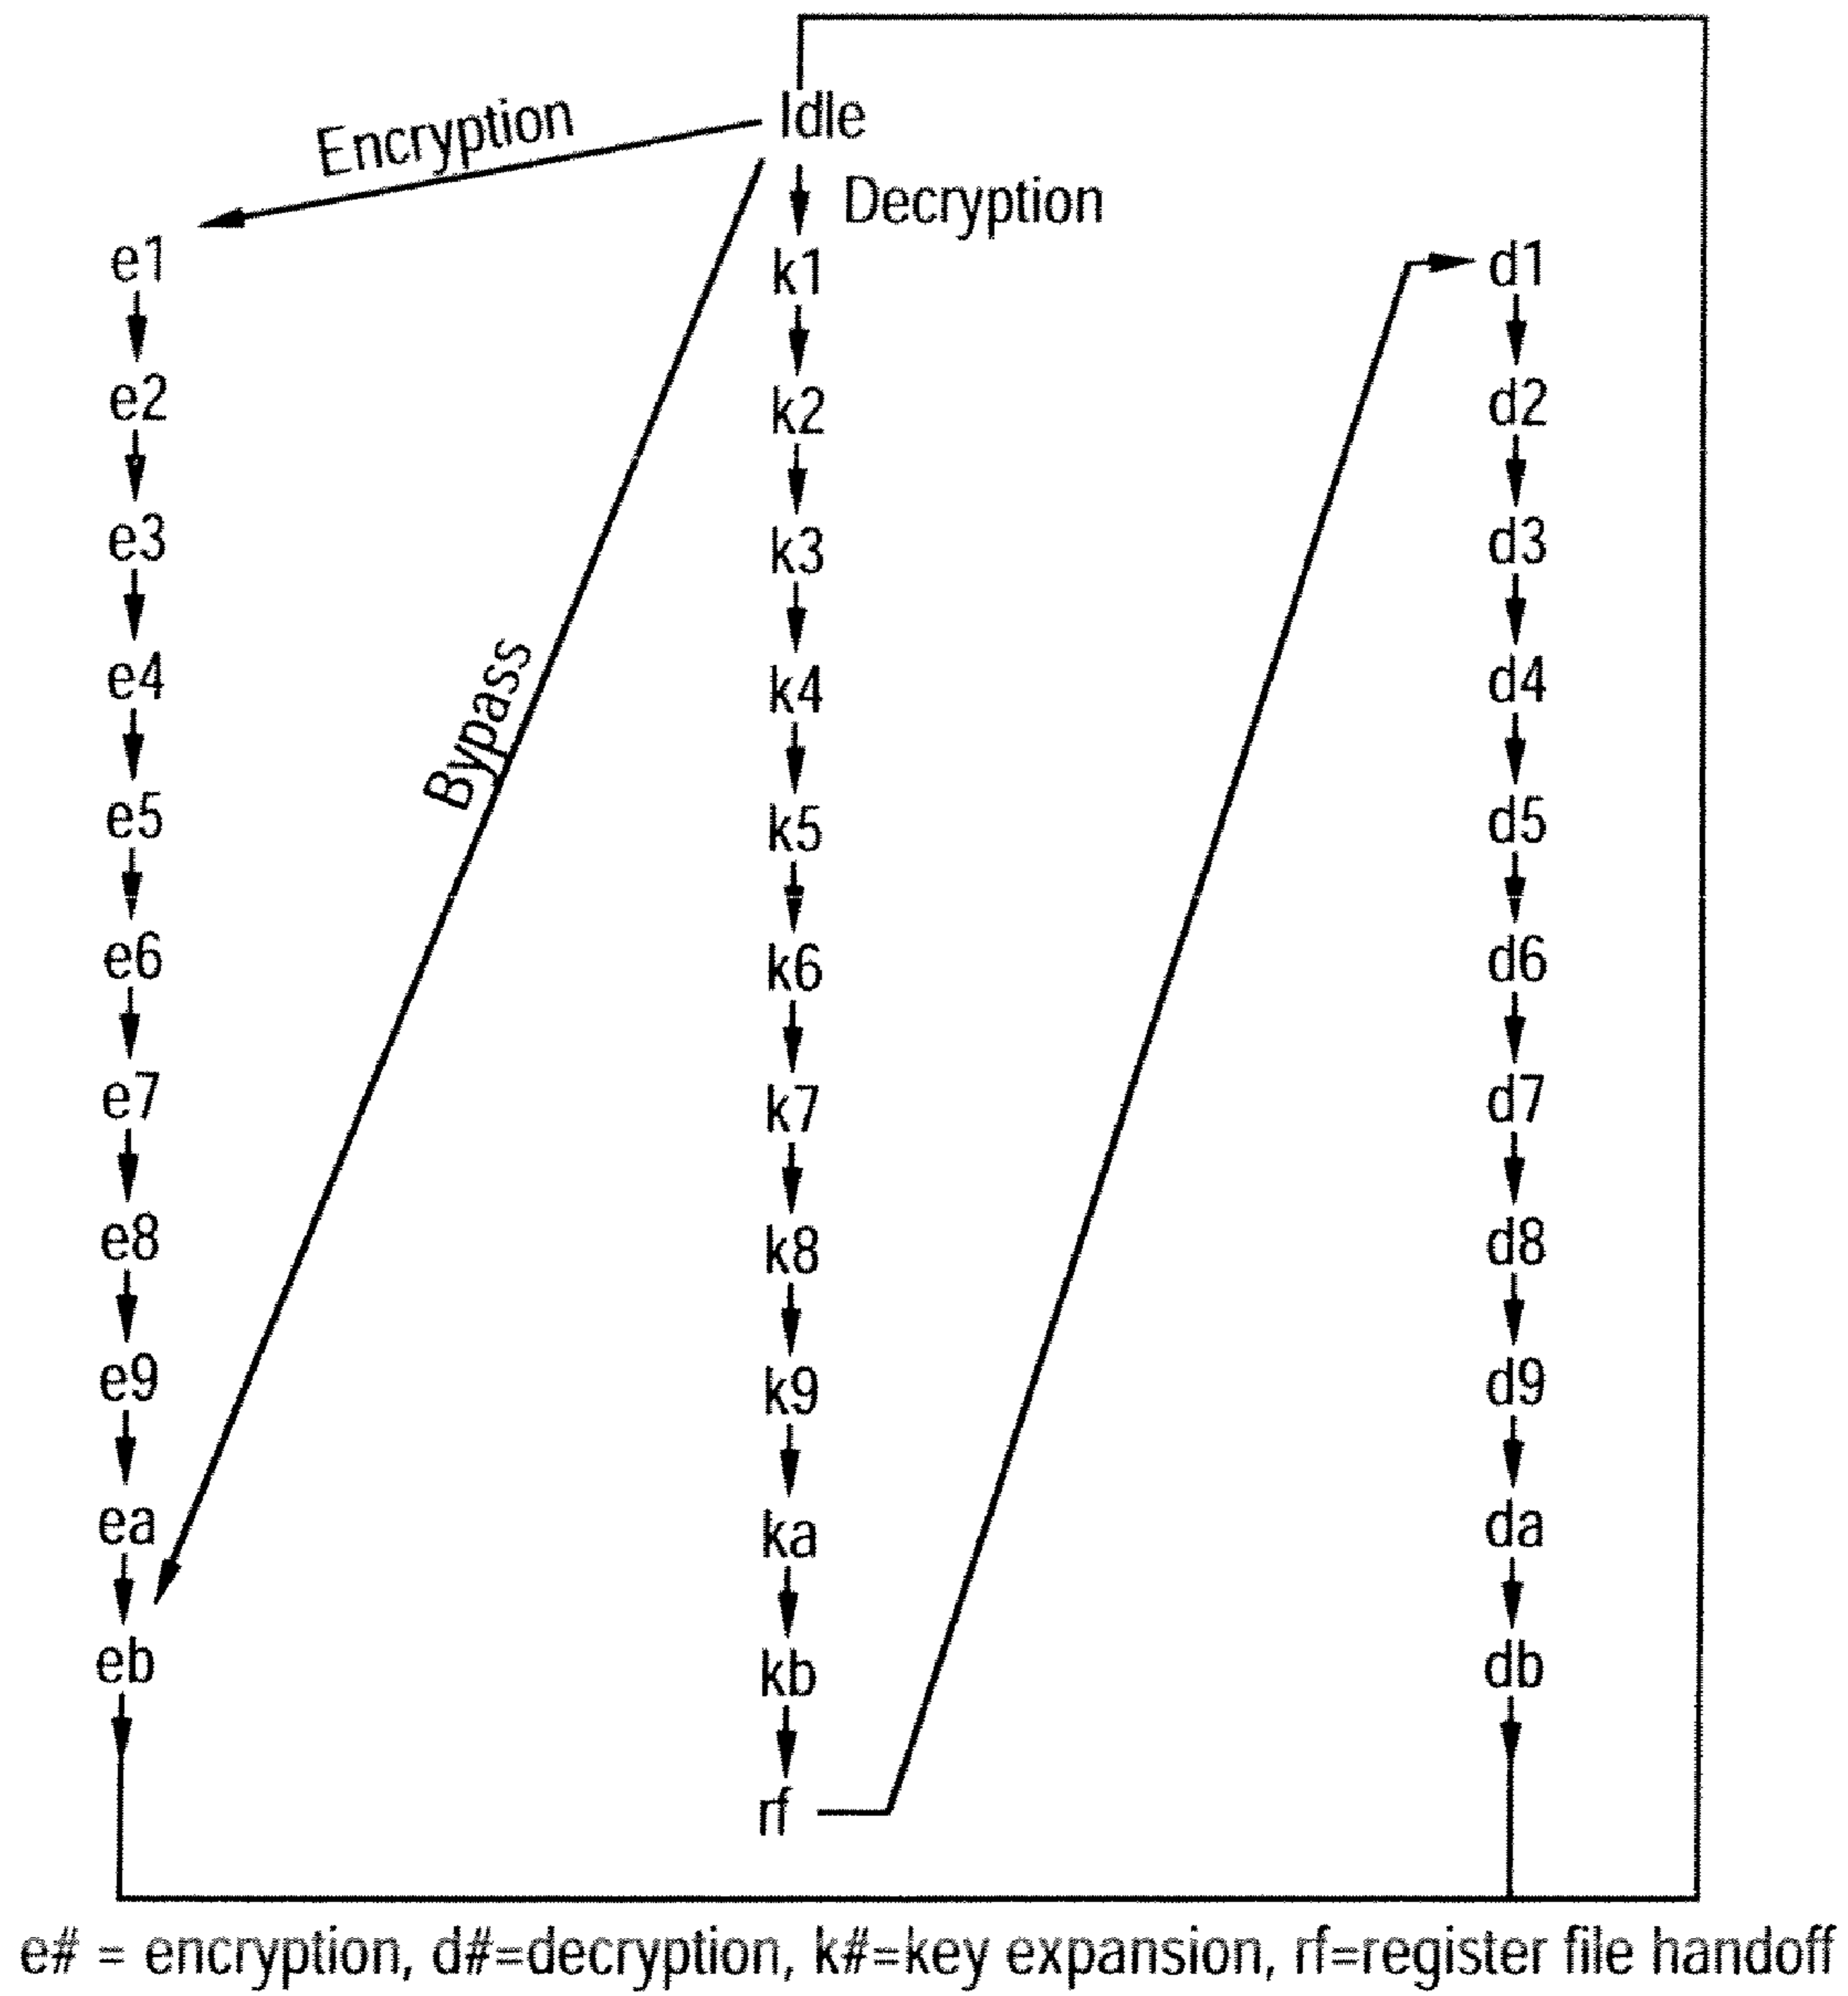 Idle
Encryption
Decryption
Bypass
e1
e2
e3
e4
e5
e6
e7
e8
e9
ea
eb
k1
k2
k3
k4
k5
k6
k7
k8
k9
ka
kb
rf
d1
d2
d3
d4
d5
d6
d7
d8
d9
da
db
e# = encryption, d#=decryption, k#=key expansion, rf=register file handoff